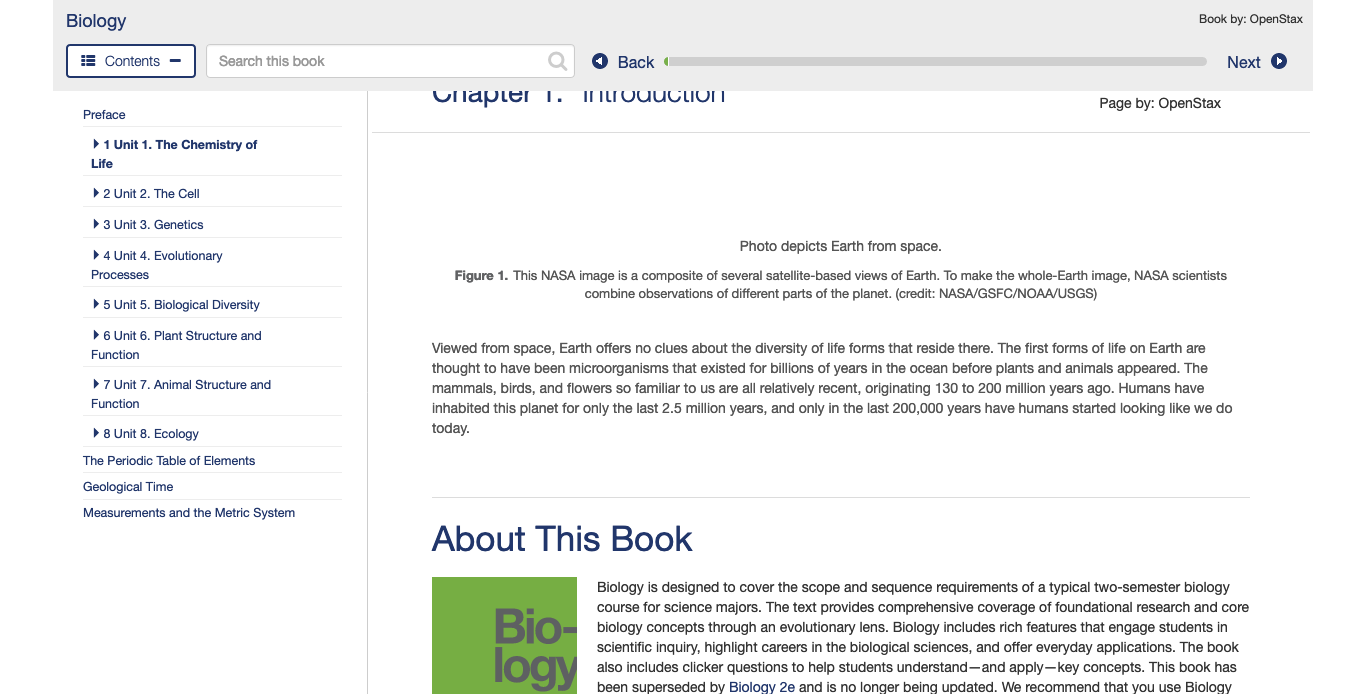 Biology
Book by: OpenStax
Contents
Search this book
Back
Next
Preface
1 Unit 1. The Chemistry of
Life
2 Unit 2. The Cell
3 Unit 3. Genetics
4 Unit 4. Evolutionary
Processes
5 Unit 5. Biological Diversity
6 Unit 6. Plant Structure and
Function
7 Unit 7. Animal Structure and
Function
8 Unit 8. Ecology
The Periodic Table of Elements
Geological Time
Measurements and the Metric System
Chapter 1. Introduction
Page by: OpenStax
Photo depicts Earth from space.
Figure 1. This NASA image is a composite of several satellite-based views of Earth. To make the whole-Earth image, NASA scientists
combine observations of different parts of the planet. (credit: NASA/GSFC/NOAA/USGS)
Viewed from space, Earth offers no clues about the diversity of life forms that reside there. The first forms of life on Earth are
thought to have been microorganisms that existed for billions of years in the ocean before plants and animals appeared. The
mammals, birds, and flowers so familiar to us are all relatively recent, originating 130 to 200 million years ago. Humans have
inhabited this planet for only the last 2.5 million years, and only in the last 200,000 years have humans started looking like we do
today.
About This Book
Bio-
logy
Biology is designed to cover the scope and sequence requirements of a typical two-semester biology
course for science majors. The text provides comprehensive coverage of foundational research and core
biology concepts through an evolutionary lens. Biology includes rich features that engage students in
scientific inquiry, highlight careers in the biological sciences, and offer everyday applications. The book
also includes clicker questions to help students understand—and apply—key concepts. This book has
been superseded by Biology 2e and is no longer being updated. We recommend that you use Biology